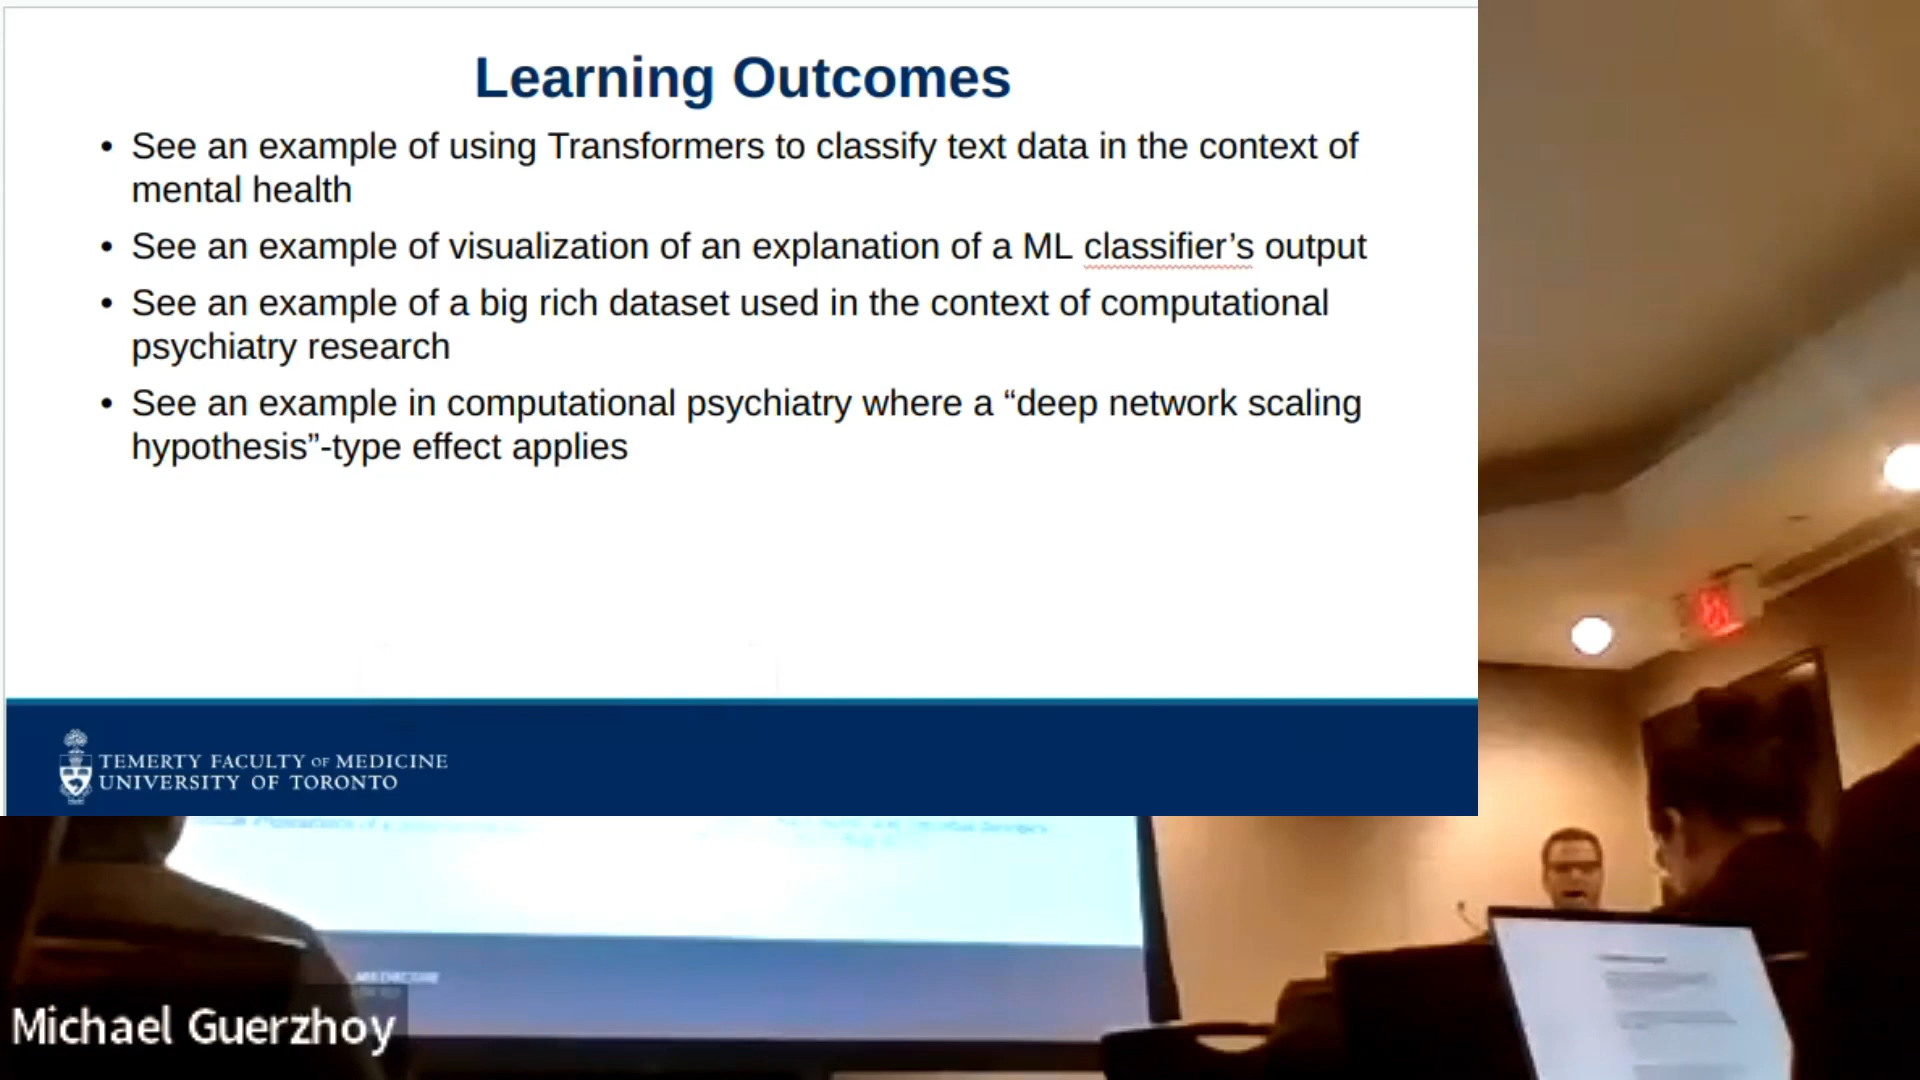 Learning Outcomes
• See an example of using Transformers to classify text data in the context of
mental health
• See an example of visualization of an explanation of a ML classifier’s output
• See an example of a big rich dataset used in the context of computational
psychiatry research
• See an example in computational psychiatry where a “deep network scaling
hypothesis”-type effect applies
TEMERTY FACULTY OF MEDICINE
UNIVERSITY OF TORONTO
MEDICINE
Michael Guerzhoy